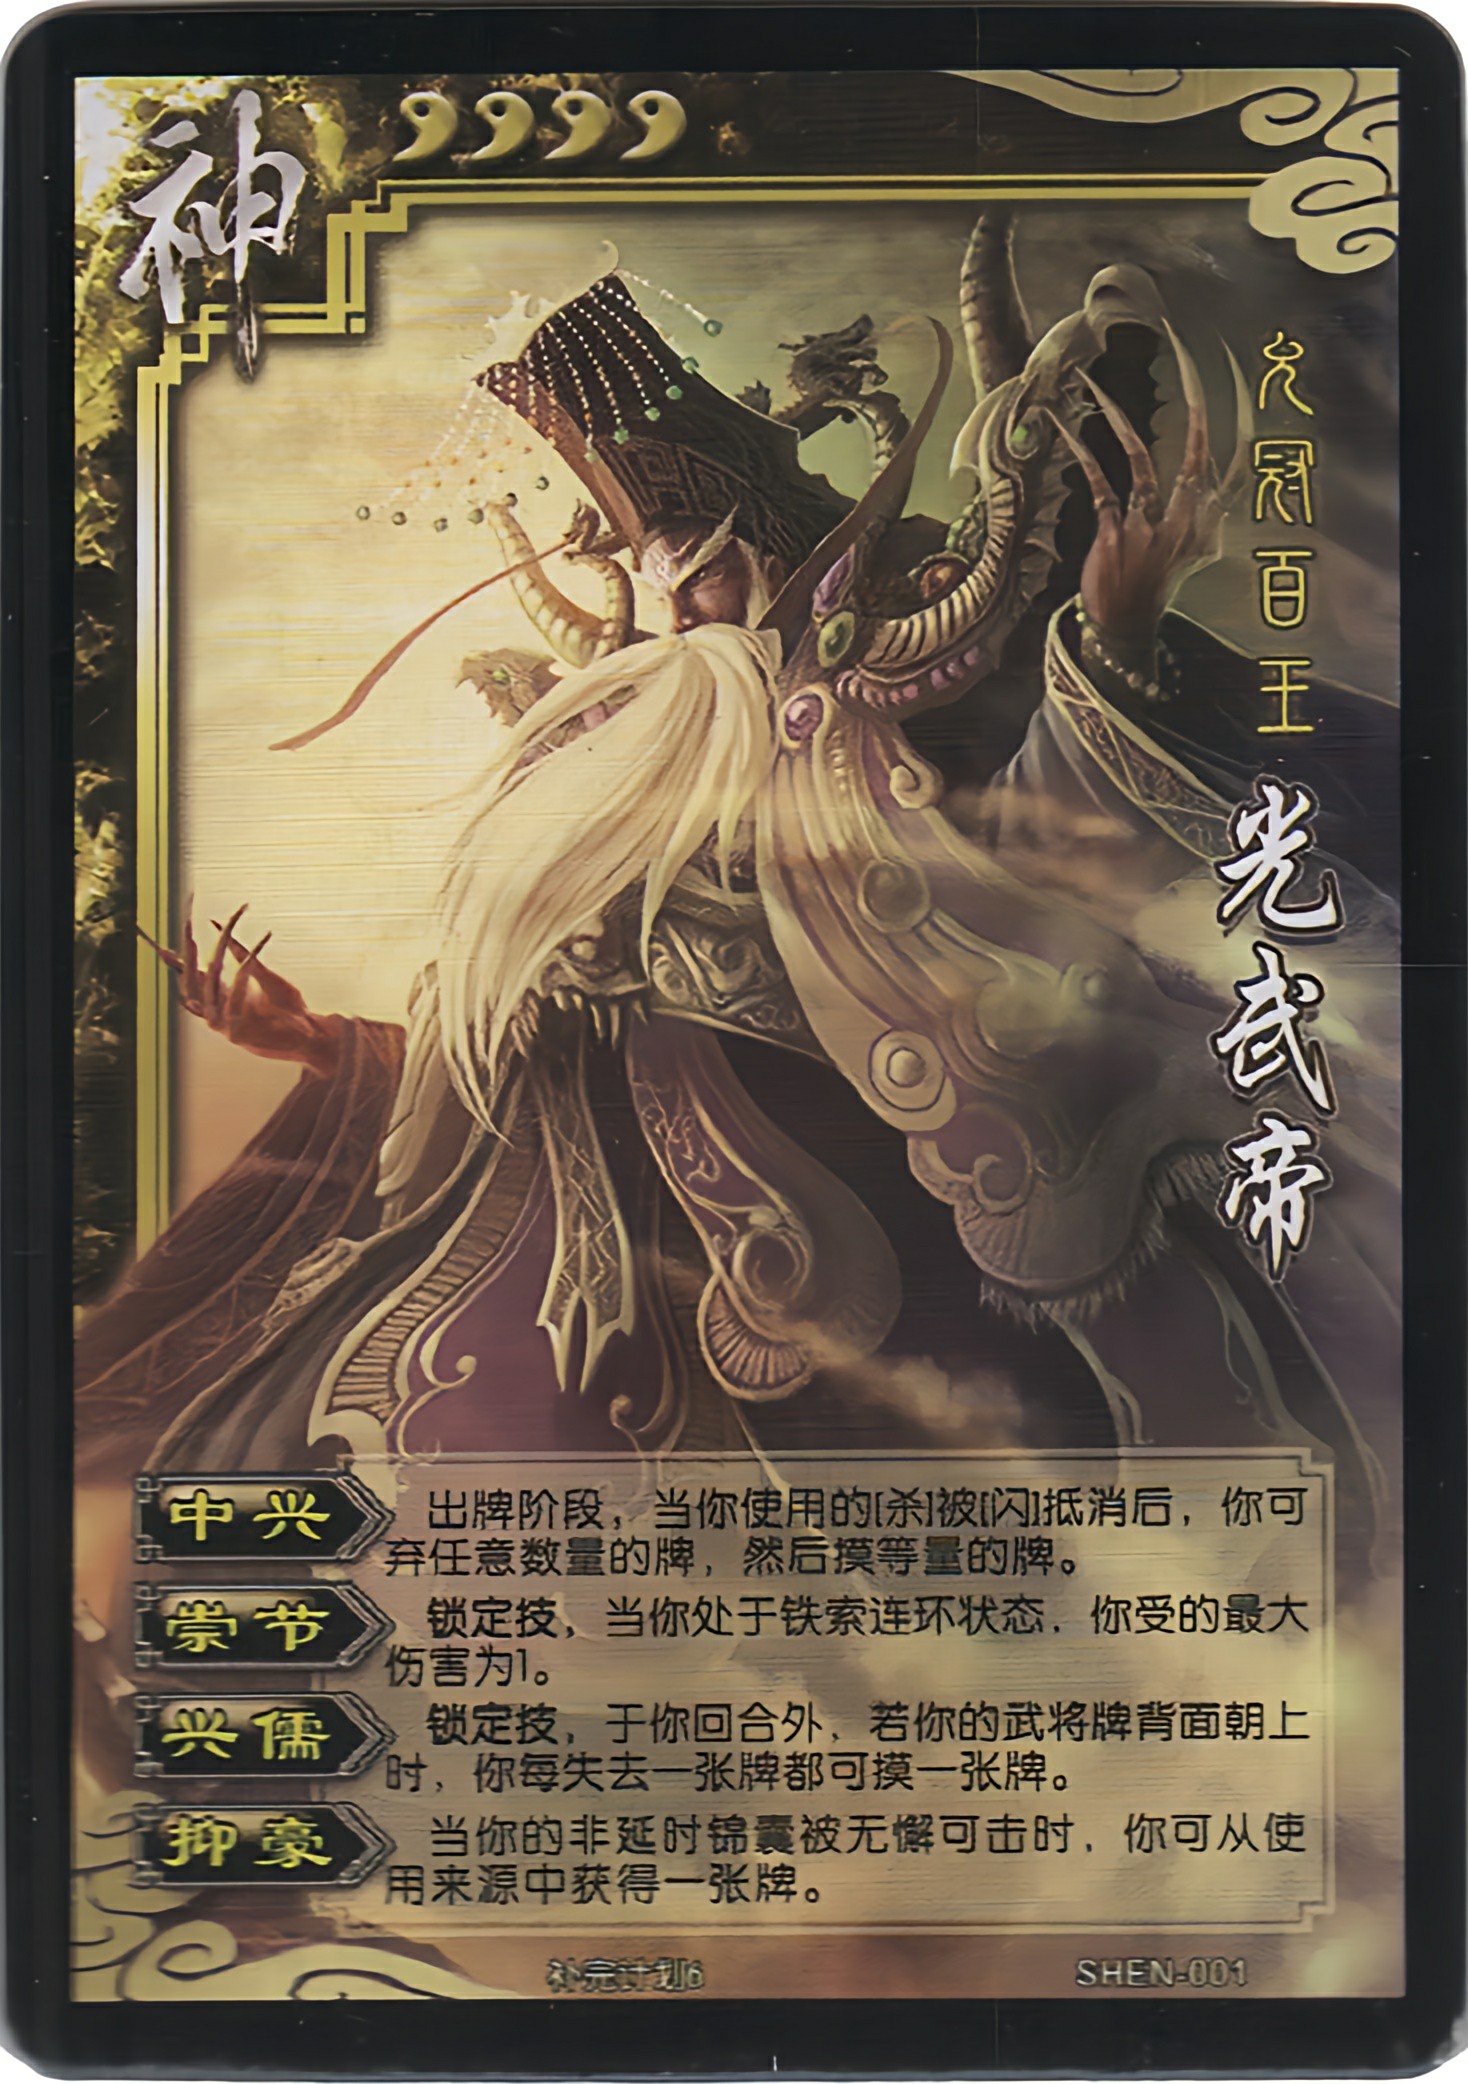 神
允冠百王
光武帝
中兴
出牌阶段，当你使用的[杀]被[闪]抵消后，你可
弃任意数量的牌，然后摸等量的牌。
崇节
锁定技，当你处于铁索连环状态，你受的最大
伤害为1。
兴儒
锁定技，于你回合外，若你的武将牌背面朝上
时，你每失去一张牌都可摸一张牌。
抑豪
当你的非延时锦囊被无懈可击时，你可从使
用来源中获得一张牌。
补完计划6
SHEN-001